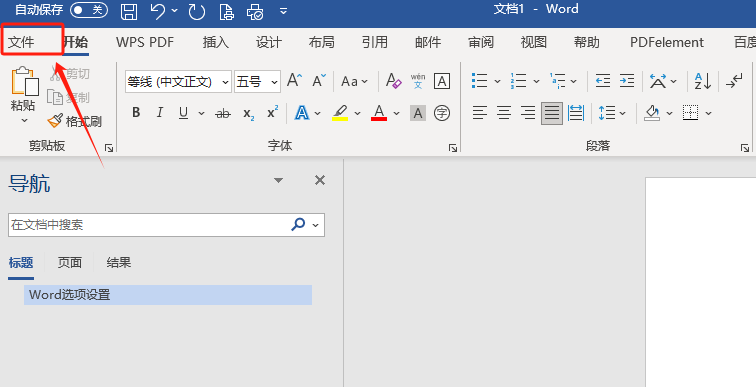 自动保存 关 文档1 - Word
文件 开始 WPS PDF 插入 设计 布局 引用 邮件 审阅 视图 帮助 PDFelement 百度
粘贴 剪切 复制 格式刷
等线 (中文正文) 五号 A A Aa A wén 文 A
B I U ab x₂ x² A A A 字 A Z
剪贴板 字体 段落
导航
在文档中搜索
标题 页面 结果
Word选项设置